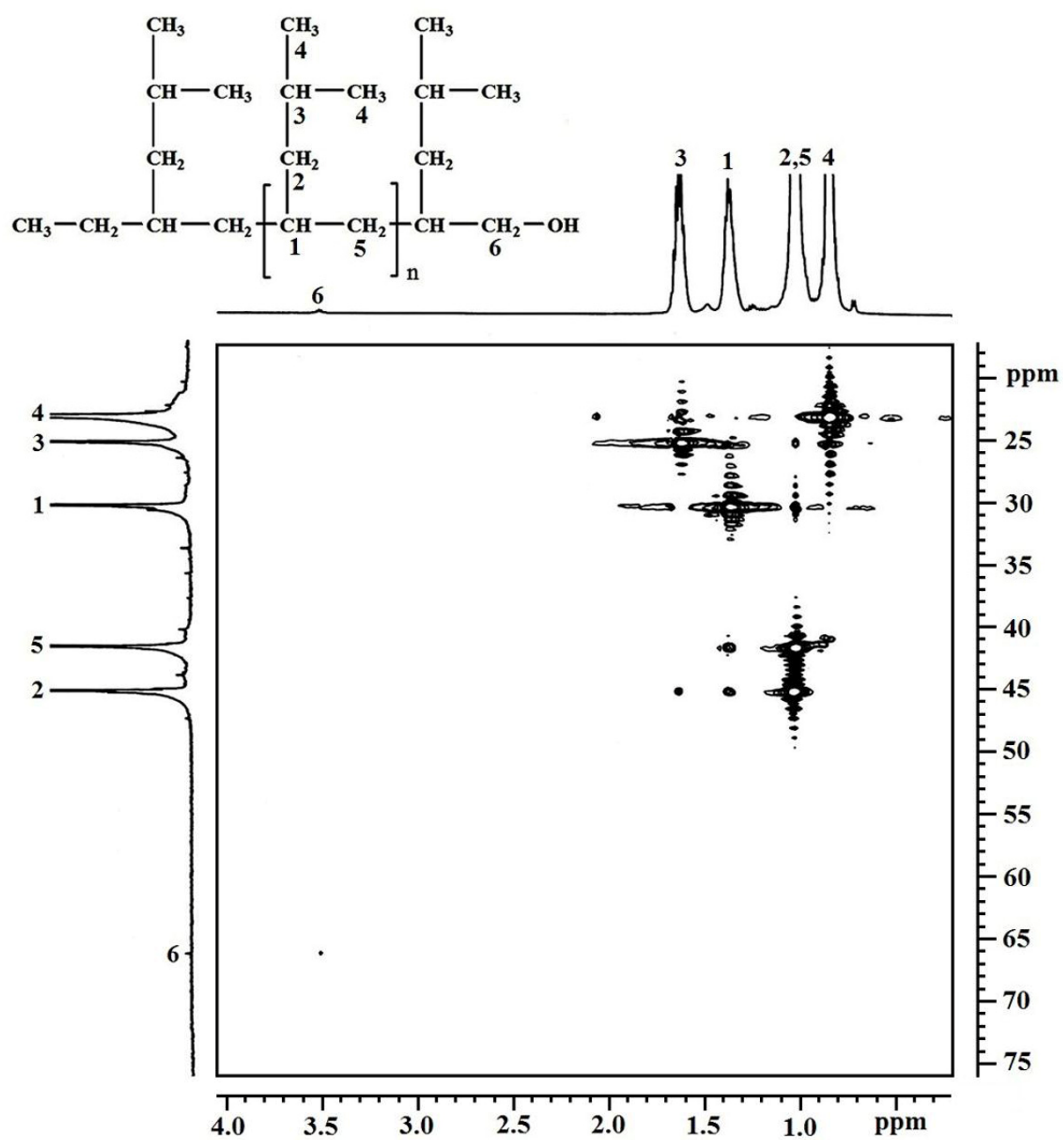 CH3 CH3 CH3
4
CH—CH3 CH—CH3 CH—CH3
3 4
CH2 CH2 CH2
2
CH3—CH2—CH—CH2 CH—CH2 CH—CH2—OH
1 5 6
n
3 1 2,5 4
6
ppm
4
3 25
1 30
35
40
5
2 45
50
55
60
6 65
70
75
4.0 3.5 3.0 2.5 2.0 1.5 1.0 ppm